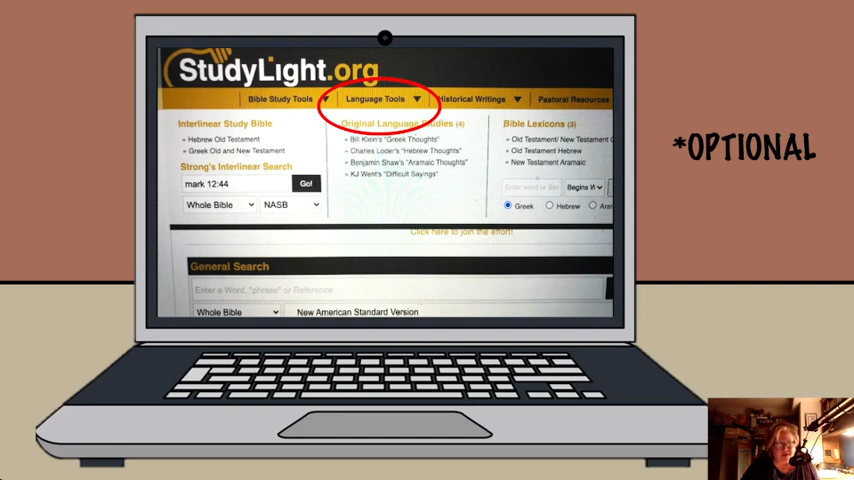 StudyLight.org
Bible Study Tools ▼ Language Tools ▼ Historical Writings ▼ Pastoral Resources
Interlinear Study Bible
» Hebrew Old Testament
» Greek Old and New Testament
Strong's Interlinear Search
mark 12:44 Go!
Whole Bible NASB
Original Language Studies (4)
» Bill Klein's "Greek Thoughts"
» Charles Loder's "Hebrew Thoughts"
» Benjamin Shaw's "Aramaic Thoughts"
» KJ Went's "Difficult Sayings"
Bible Lexicons (3)
» Old Testament/ New Testament
» Old Testament Hebrew
» New Testament Aramaic
Enter word or Begins
Greek Hebrew
Click here to join the effort!
General Search
Enter a Word, "phrase" or Reference
Whole Bible New American Standard Version
*OPTIONAL